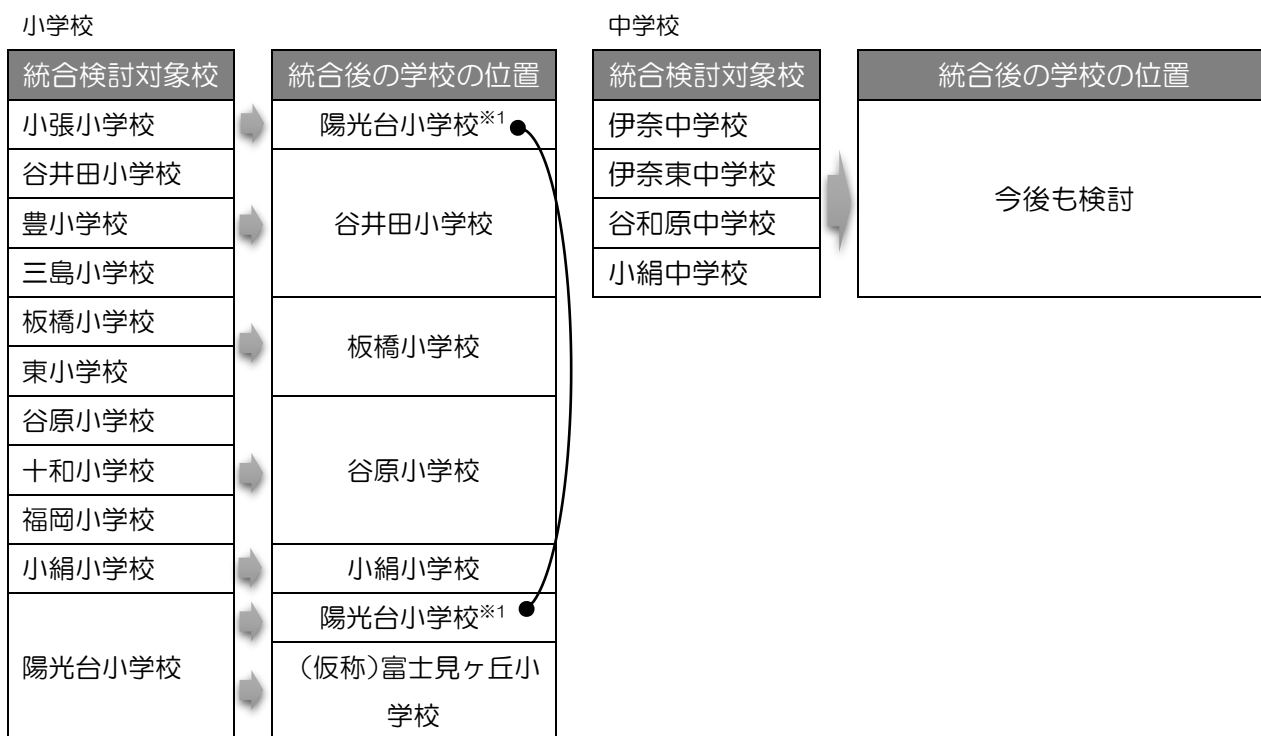 小学校
統合検討対象校
統合後の学校の位置
小張小学校
陽光台小学校※1
谷井田小学校
豊小学校
三島小学校
谷井田小学校
板橋小学校
東小学校
板橋小学校
谷原小学校
十和小学校
福岡小学校
谷原小学校
小絹小学校
小絹小学校
陽光台小学校
陽光台小学校※1
（仮称）富士見ヶ丘小
学校
中学校
統合検討対象校
統合後の学校の位置
伊奈中学校
伊奈東中学校
谷和原中学校
小絹中学校
今後も検討